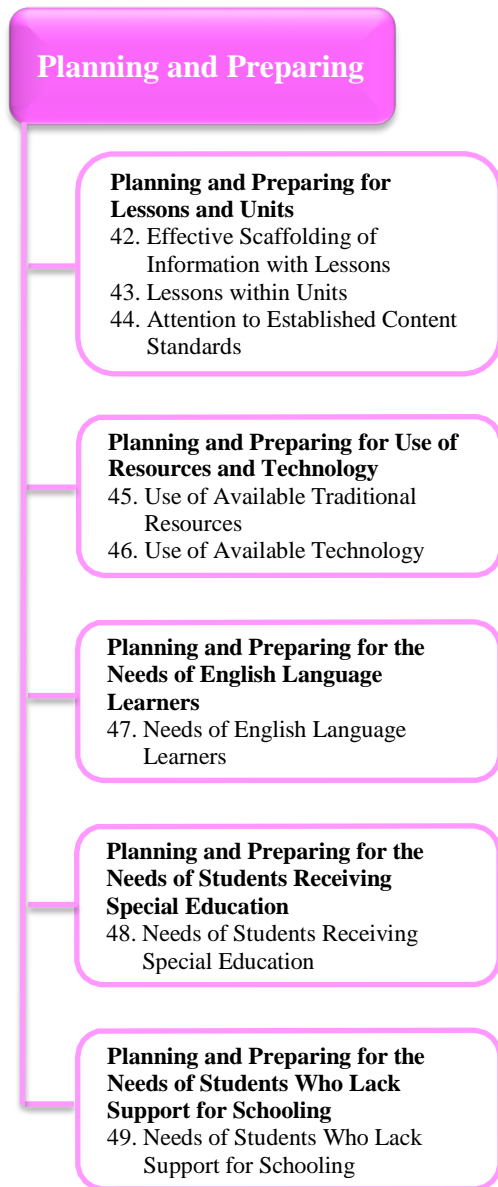 Planning and Preparing
Planning and Preparing for
Lessons and Units
42. Effective Scaffolding of
Information with Lessons
43. Lessons within Units
44. Attention to Established Content
Standards
Planning and Preparing for Use of
Resources and Technology
45. Use of Available Traditional
Resources
46. Use of Available Technology
Planning and Preparing for the
Needs of English Language
Learners
47. Needs of English Language
Learners
Planning and Preparing for the
Needs of Students Receiving
Special Education
48. Needs of Students Receiving
Special Education
Planning and Preparing for the
Needs of Students Who Lack
Support for Schooling
49. Needs of Students Who Lack
Support for Schooling